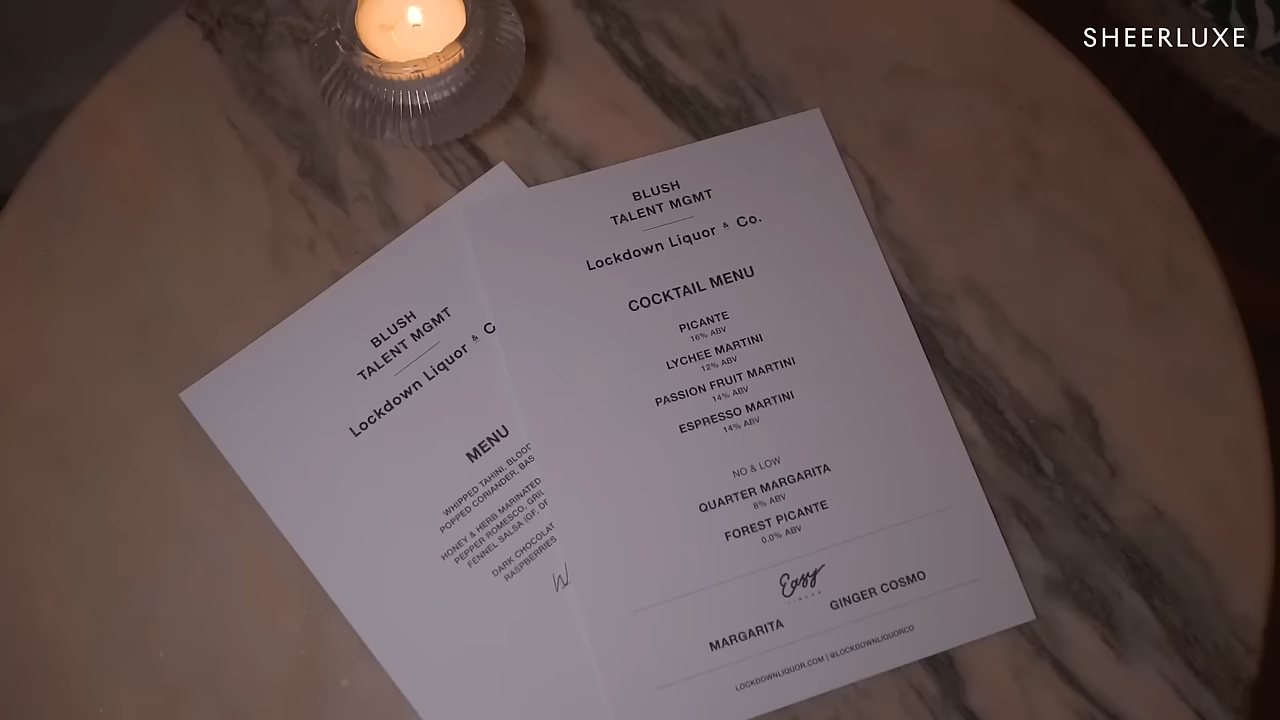 SHEERLUXE
BLUSH
TALENT MGMT
Lockdown Liquor & Co.
COCKTAIL MENU
PICANTE
16% ABV
LYCHEE MARTINI
12% ABV
PASSION FRUIT MARTINI
14% ABV
ESPRESSO MARTINI
14% ABV
NO & LOW
QUARTER MARGARITA
8% ABV
FOREST PICANTE
0.0% ABV
Easy
LIQUOR
MARGARITA GINGER COSMO
LOCKDOWNLIQUOR.COM | @LOCKDOWNLIQUORCO
BLUSH
TALENT MGMT
Lockdown Liquor & C
MENU
WHIPPED TAHINI, BLOOD
POPPED CORIANDER, BAS
HONEY & HERB MARINATED
PEPPER ROMESCO, GRIL
FENNEL SALSA (GF, DF
DARK CHOCOLAT
RASPBERRIES